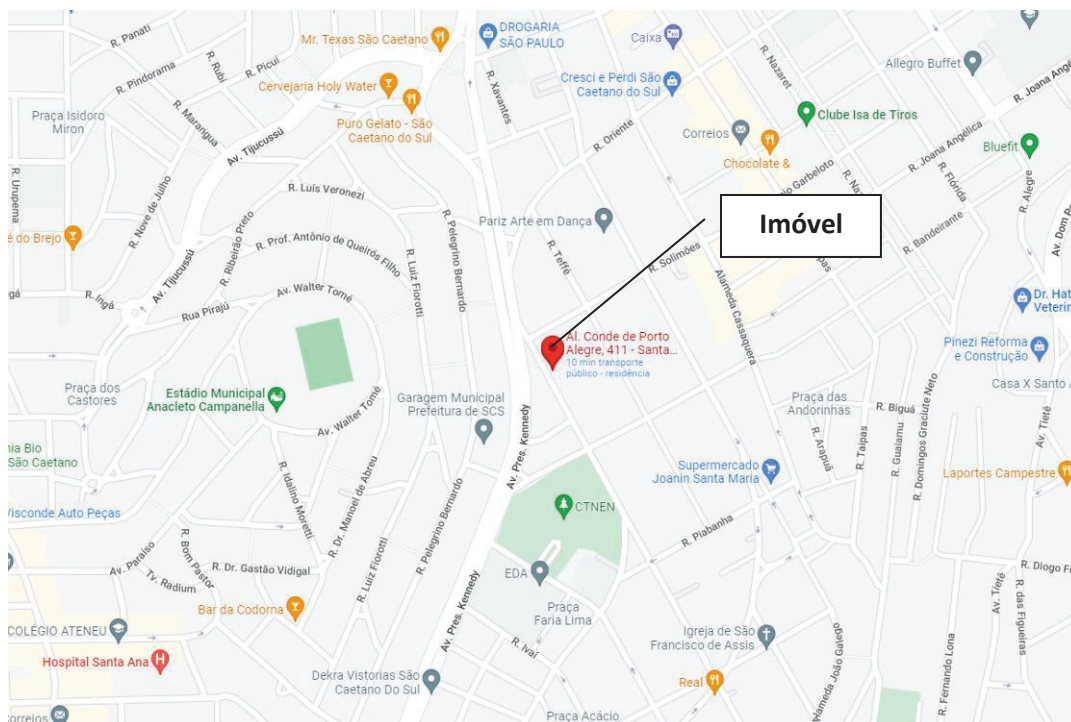 R. Panati
R. Pindorama
R. Rubi
R. Picuí
Mr. Texas São Caetano
DROGARIA
SÃO PAULO
Caixa
R. Nazaret
Allegro Buffet
R. Joana Angélica
Cervejaria Holy Water
Puro Gelato - São
Caetano do Sul
R. Xavantes
Cresci e Perdi São
Caetano do Sul
Clube Isa de Tiros
Praça Isidoro
Miron
R. Marangua
Av. Tijucussú
R. Oriente
Correios
Chocolate &
R. Joana Angélica
Bluefit
R. Urupema
R. Nove de Julho
R. Luís Veronezi
R. Ribeirão Preto
R. Pelegrino Bernardo
Pariz Arte em Dança
Garbeloto
R. Flórida
R. Alegre
Imóvel
R. Bandeirante
Av. Tijucussú
R. Prof. Antônio de Queirós Filho
R. Luiz Fiorotti
R. Teffé
R. Solimões
Alameda Cassaquera
R. Ingá
Rua Pirajú
Av. Walter Tomé
Al. Conde de Porto
Alegre, 411 - Santa...
10 min transporte
público - residência
Pinezi Reforma
e Construção
Casa X Santo
Praça dos
Castores
Estádio Municipal
Anacleto Campanella
Av. Walter Tomé
Garagem Municipal
Prefeitura de SCS
Av. Pres. Kennedy
Praça das
Andorinhas
R. Biguá
R. Arapuã
R. Taipas
R. Guaiamu
R. Domingos Graciute Neto
Av. Tietê
São Caetano
R. Idalino Moretti
R. Dr. Manoel de Abreu
Supermercado
Joanin Santa Maria
Laportes Campestre
Visconde Auto Peças
CTNEN
R. Piabanha
Av. Paraíso
R. Bom Pastor
Tv. Radium
R. Dr. Gastão Vidigal
R. Luiz Fiorotti
R. Pelegrino Bernardo
Av. Pres. Kennedy
EDA
Praça
Faria Lima
Bar da Codorna
COLÉGIO ATENEU
Hospital Santa Ana
R. Ivaí
Igreja de São
Francisco de Assis
Alameda João Galego
R. Fernando Lona
Av. Tietê
R. das Figueiras
Dekra Vistorias São
Caetano Do Sul
Real
Praça Acácio